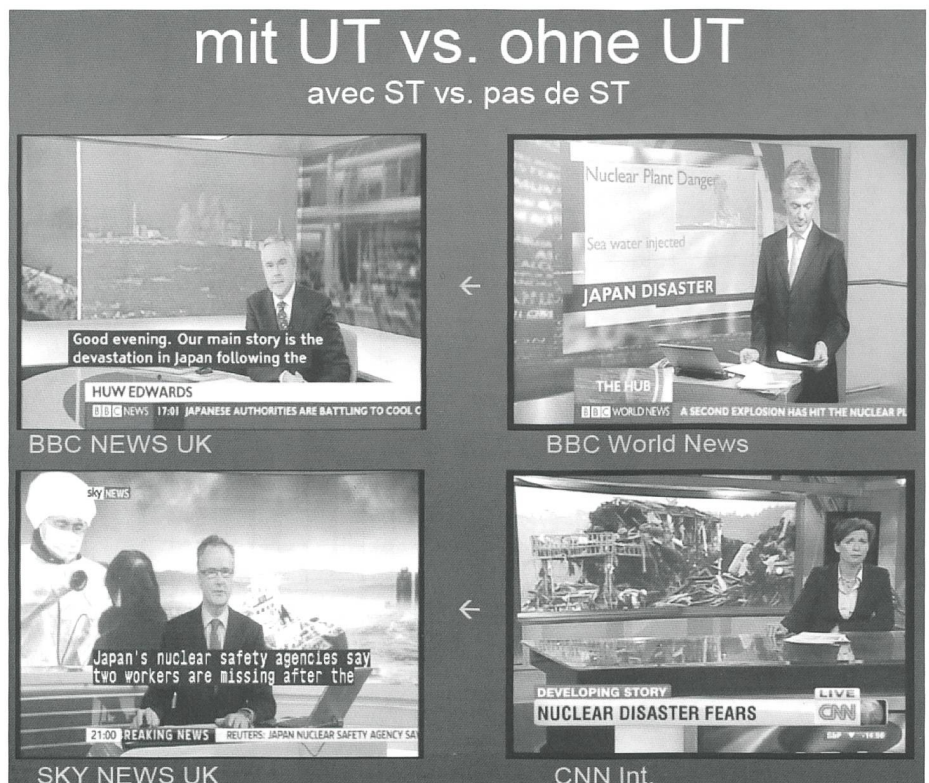 mit UT vs. ohne UT
avec ST vs. pas de ST
Good evening. Our main story is the
devastation in Japan following the
HUW EDWARDS
BBC NEWS 17:01 JAPANESE AUTHORITIES ARE BATTLING TO COOL
BBC NEWS UK
Nuclear Plant Danger
Sea water injected
JAPAN DISASTER
THE HUB
BBC WORLD NEWS A SECOND EXPLOSION HAS HIT THE NUCLEAR
BBC World News
sky NEWS
Japan's nuclear safety agencies say
two workers are missing after the
21:00 BREAKING NEWS REUTERS: JAPAN NUCLEAR SAFETY AGENCY
SKY NEWS UK
DEVELOPING STORY
LIVE
NUCLEAR DISASTER FEARS
CNN
CNN Int.